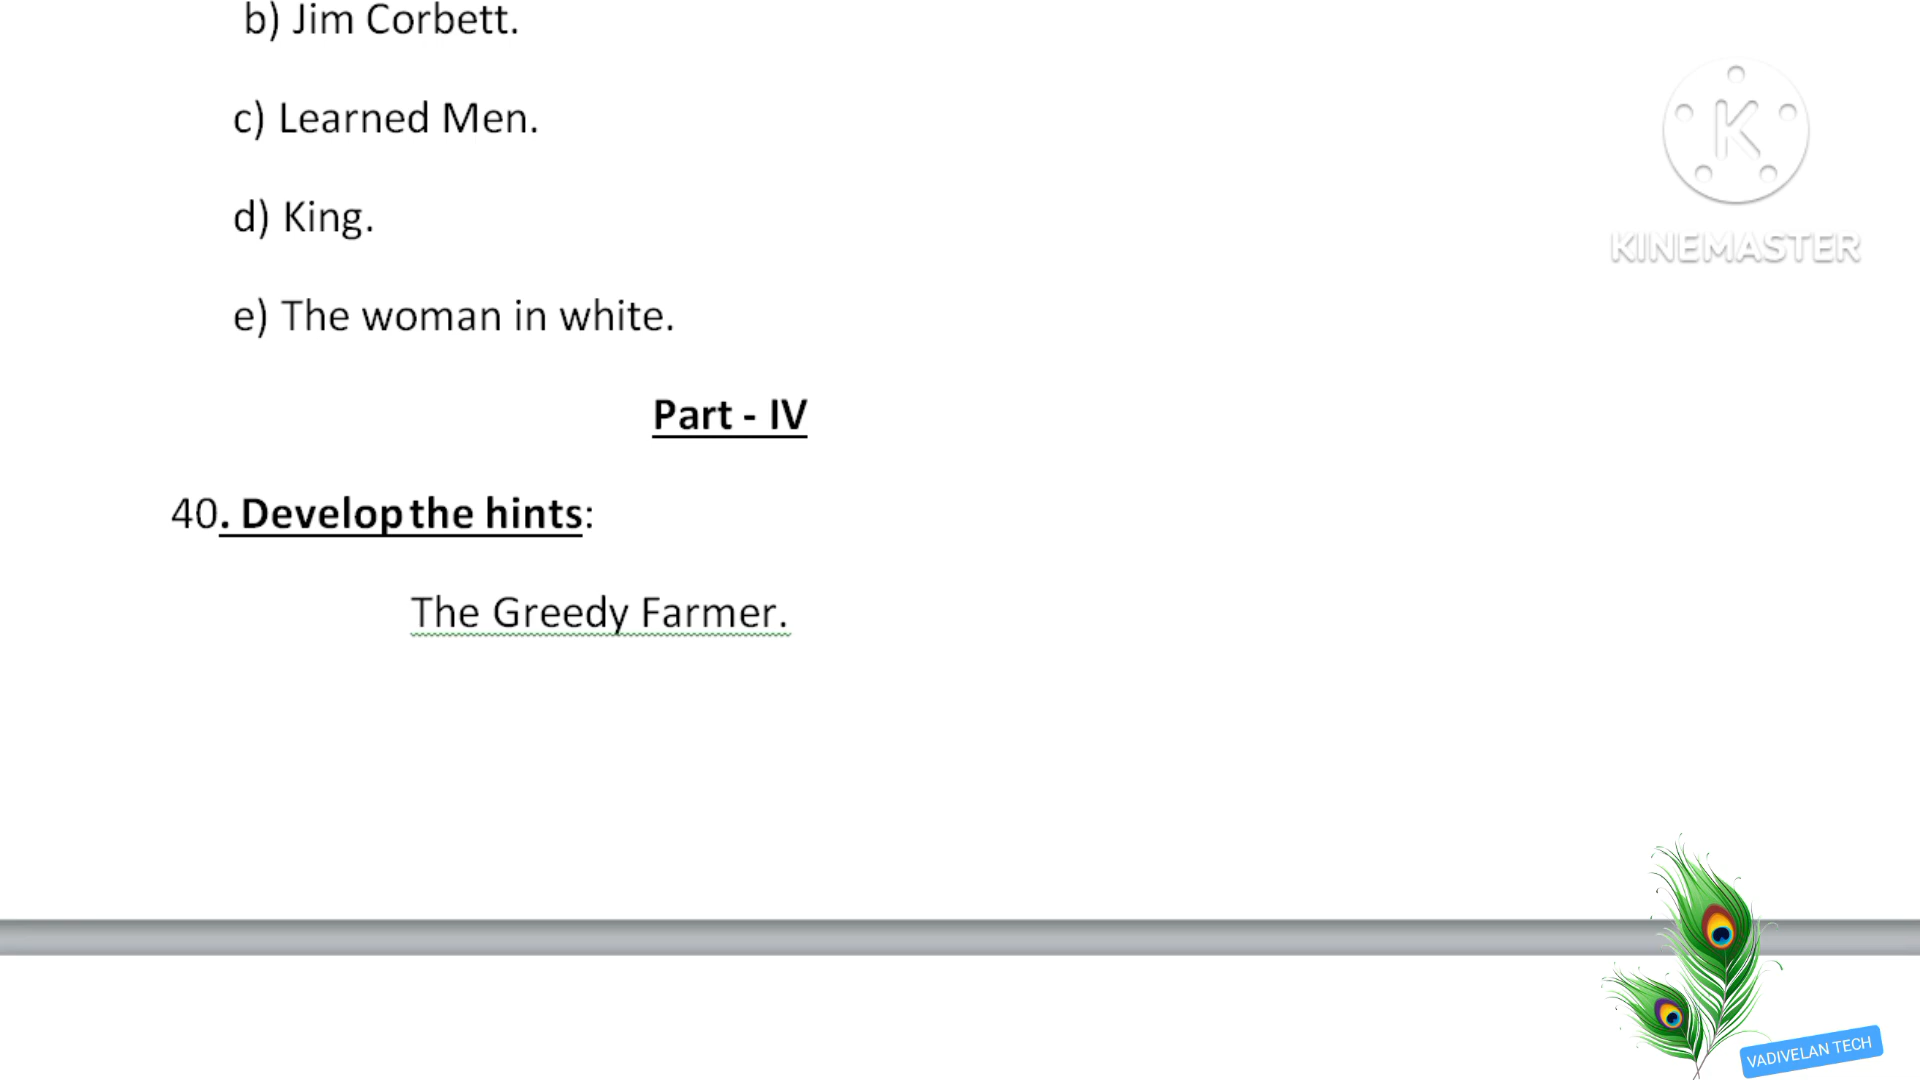 b) Jim Corbett.
c) Learned Men.
d) King.
e) The woman in white.
Part - IV
40. Develop the hints:
The Greedy Farmer.
K
KINEMASTER
VADIVELAN TECH